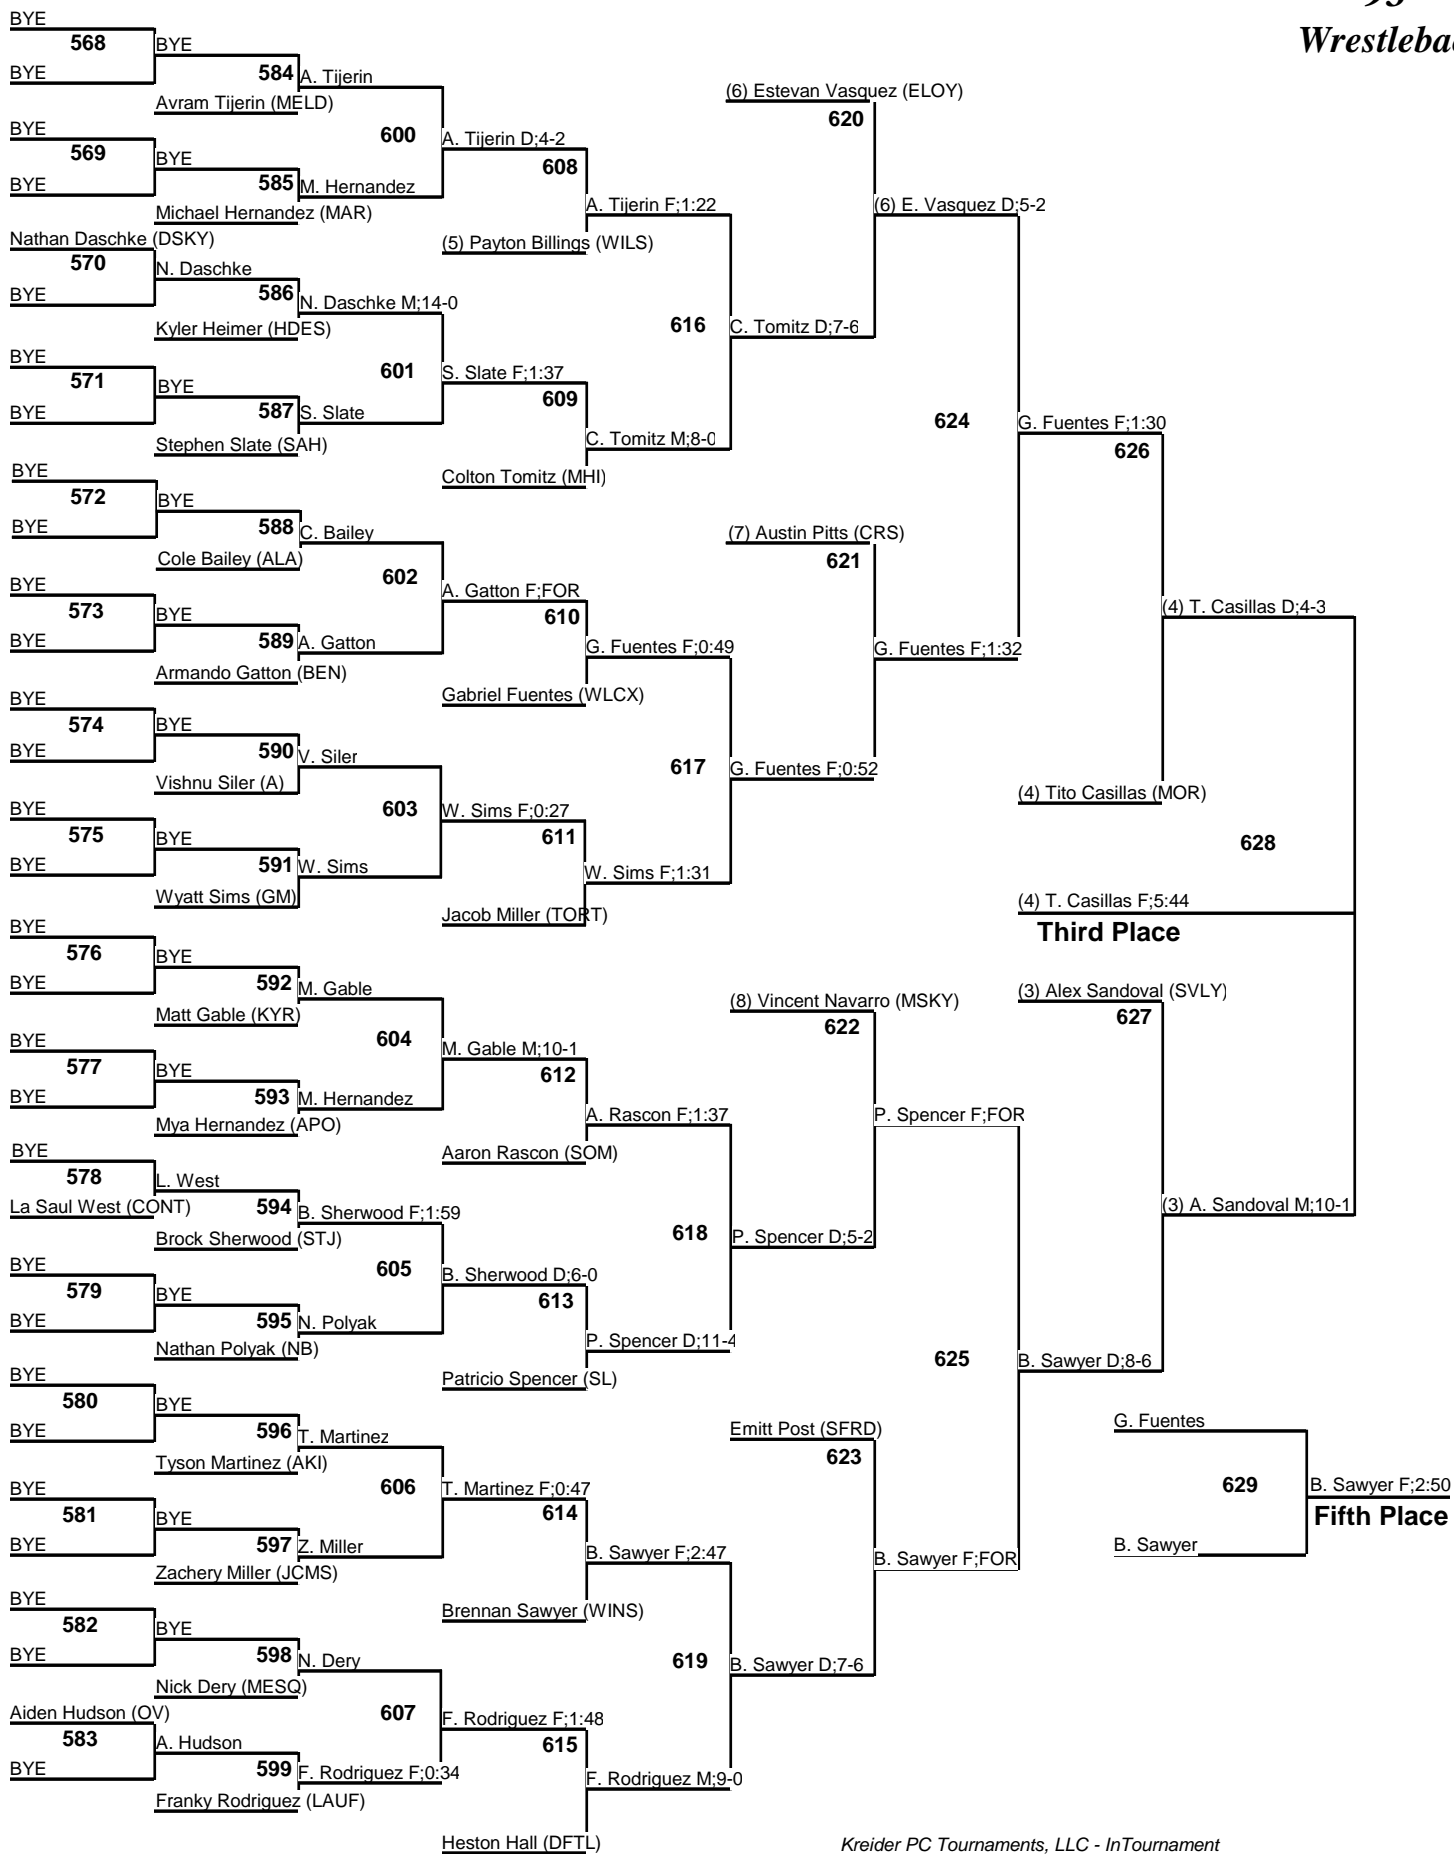 Wrestleba
BYE
568
BYE
BYE
584
A. Tijerin
Avram Tijerin (MELD)
(6) Estevan Vasquez (ELOY)
620
600
BYE
569
BYE
BYE
A. Tijerin D;4-2
608
585
M. Hernandez
Michael Hernandez (MAR)
A. Tijerin F;1:22
(6) E. Vasquez D;5-2
Nathan Daschke (DSKY)
(5) Payton Billings (WILS)
570
N. Daschke
BYE
586
N. Daschke M;14-0
Kyler Heimer (HDES)
616
C. Tomitz D;7-6
BYE
571
BYE
BYE
601
S. Slate F;1:37
609
587
S. Slate
Stephen Slate (SAH)
C. Tomitz M;8-0
624
G. Fuentes F;1:30
626
Colton Tomitz (MHI)
BYE
572
BYE
BYE
588
C. Bailey
Cole Bailey (ALA)
(7) Austin Pitts (CRS)
621
602
BYE
573
BYE
BYE
A. Gatton F;FOR
610
(4) T. Casillas D;4-3
589
A. Gatton
Armando Gatton (BEN)
G. Fuentes F;0:49
G. Fuentes F;1:32
Gabriel Fuentes (WLCX)
BYE
574
BYE
BYE
590
V. Siler
Vishnu Siler (A)
617
G. Fuentes F;0:52
(4) Tito Casillas (MOR)
BYE
575
BYE
BYE
603
W. Sims F;0:27
611
591
W. Sims
Wyatt Sims (GM)
W. Sims F;1:31
628
Jacob Miller (TORT)
(4) T. Casillas F;5:44
Third Place
BYE
576
BYE
BYE
592
M. Gable
Matt Gable (KYR)
(8) Vincent Navarro (MSKY)
622
(3) Alex Sandoval (SVLY)
627
604
BYE
577
BYE
BYE
M. Gable M;10-1
612
593
M. Hernandez
Mya Hernandez (APO)
A. Rascon F;1:37
P. Spencer F;FOR
Aaron Rascon (SOM)
BYE
578
L. West
La Saul West (CONT)
594
B. Sherwood F;1:59
Brock Sherwood (STJ)
618
P. Spencer D;5-2
(3) A. Sandoval M;10-1
BYE
579
BYE
BYE
605
B. Sherwood D;6-0
613
595
N. Polyak
Nathan Polyak (NB)
P. Spencer D;11-4
625
B. Sawyer D;8-6
Patricio Spencer (SL)
BYE
580
BYE
BYE
596
T. Martinez
Tyson Martinez (AKI)
Emitt Post (SFRD)
623
G. Fuentes
629
B. Sawyer F;2:50
Fifth Place
B. Sawyer
606
BYE
581
BYE
BYE
T. Martinez F;0:47
614
597
Z. Miller
Zachery Miller (JCMS)
B. Sawyer F;2:47
B. Sawyer F;FOR
Brennan Sawyer (WINS)
BYE
582
BYE
BYE
598
N. Dery
Nick Dery (MESQ)
619
B. Sawyer D;7-6
Aiden Hudson (OV)
583
A. Hudson
BYE
607
F. Rodriguez F;1:48
615
599
F. Rodriguez F;0:34
Franky Rodriguez (LAUF)
F. Rodriguez M;9-0
Heston Hall (DFTL)
Kreider PC Tournaments, LLC - InTournament